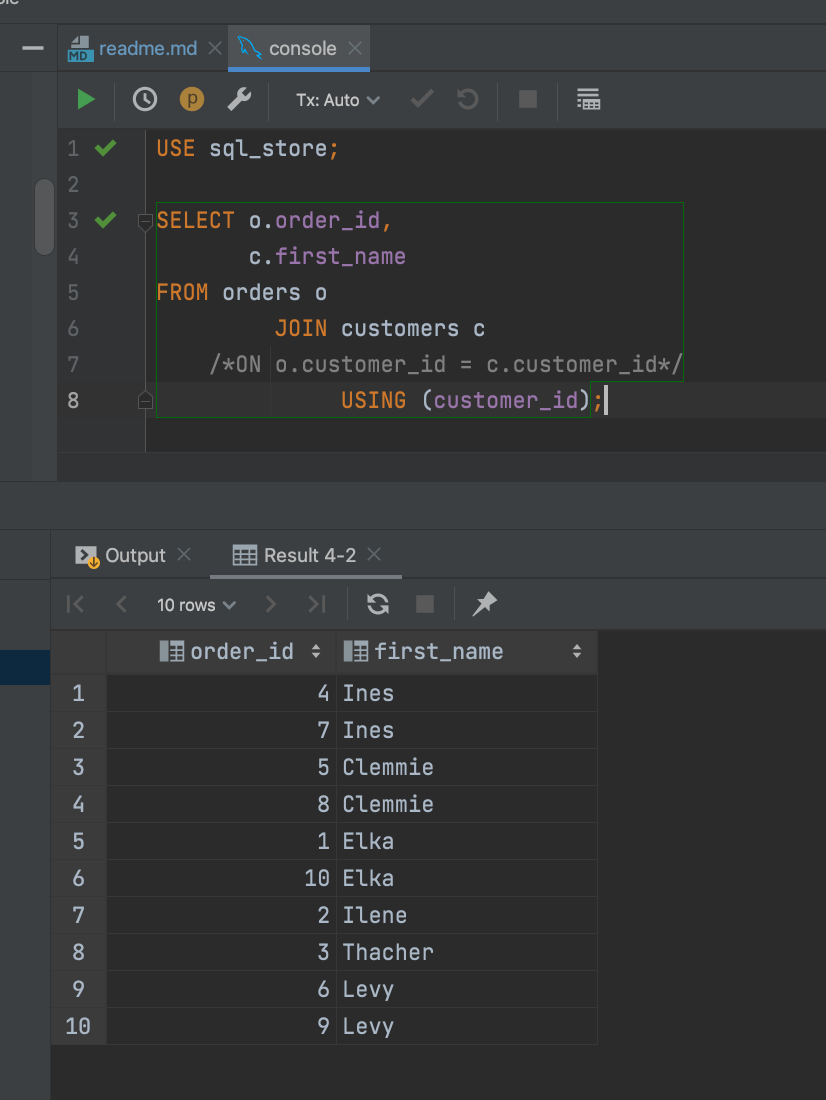 readme.md console
P Tx: Auto
1 USE sql_store;
2
3 SELECT o.order_id,
4 c.first_name
5 FROM orders o
6 JOIN customers c
7 /*ON o.customer_id = c.customer_id*/
8 USING (customer_id);
Output Result 4-2
10 rows
order_id first_name
1 4 Ines
2 7 Ines
3 5 Clemmie
4 8 Clemmie
5 1 Elka
6 10 Elka
7 2 Ilene
8 3 Thacher
9 6 Levy
10 9 Levy